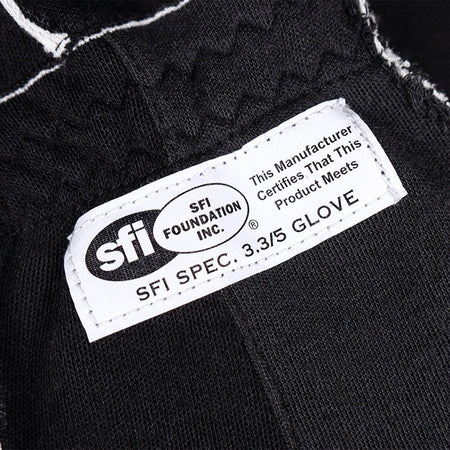 sfi
SFI
FOUNDATION
INC.
®
This Manufacturer
Certifies That This
Product Meets
SFI SPEC. 3.3/5 GLOVE